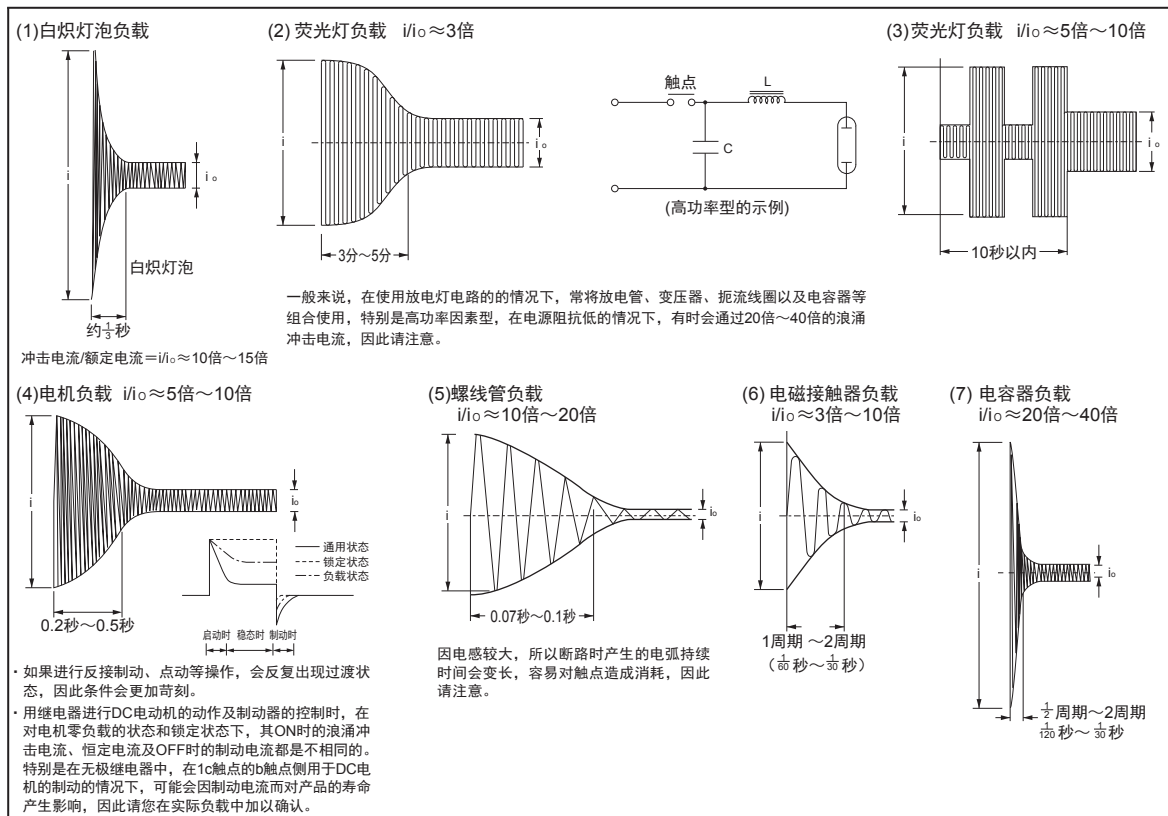 (1)白炽灯泡负载
i
i₀
白炽灯泡
约1/3秒
冲击电流/额定电流＝i/i₀≈10倍～15倍
(2) 荧光灯负载 i/i₀≈3倍
i
i₀
3分～5分
触点
L
C
(高功率型的示例)
(3) 荧光灯负载 i/i₀≈5倍～10倍
i
i₀
10秒以内
一般来说，在使用放电灯电路的的情况下，常将放电管、变压器、扼流线圈以及电容器等
组合使用，特别是高功率因素型，在电源阻抗低的情况下，有时会通过20倍～40倍的浪涌
冲击电流，因此请注意。
(4)电机负载 i/i₀≈5倍～10倍
i
i₀
0.2秒～0.5秒
通用状态
锁定状态
负载状态
启动时 稳态时 制动时
・如果进行反接制动、点动等操作，会反复出现过渡状
态，因此条件会更加苛刻。
・用继电器进行DC电动机的动作及制动器的控制时，在
对电机零负载的状态和锁定状态下，其ON时的浪涌冲
击电流、恒定电流及OFF时的制动电流都是不相同的。
特别是在无极继电器中，在1c触点的b触点侧用于DC电
机的制动的情况下，可能会因制动电流而对产品的寿命
产生影响，因此请您在实际负载中加以确认。
(5)螺线管负载
i/i₀≈10倍～20倍
i
i₀
0.07秒～0.1秒
因电感较大，所以断路时产生的电弧持续
时间会变长，容易对触点造成消耗，因此
请注意。
(6) 电磁接触器负载
i/i₀≈3倍～10倍
i
i₀
1周期 ～2周期
（1/60 秒～1/30 秒）
(7) 电容器负载
i/i₀≈20倍～40倍
i
i₀
1/2 周期～2周期
1/120 秒～ 1/30 秒